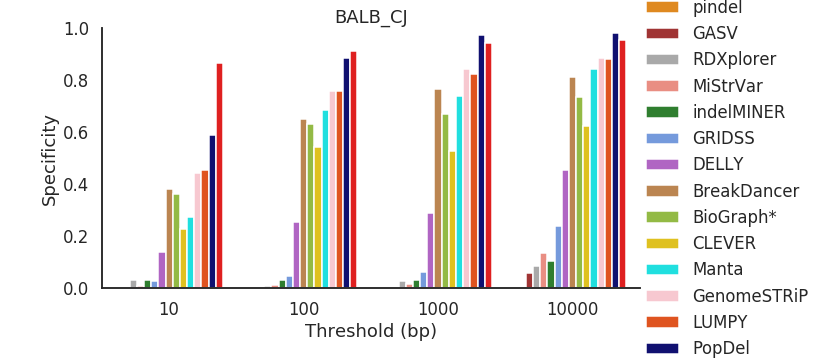 BALB_CJ
Specificity
1.0
0.8
0.6
0.4
0.2
0.0
10
100
1000
10000
Threshold (bp)
pindel
GASV
RDXplorer
MiStrVar
indelMINER
GRIDSS
DELLY
BreakDancer
BioGraph*
CLEVER
Manta
GenomeSTRiP
LUMPY
PopDel